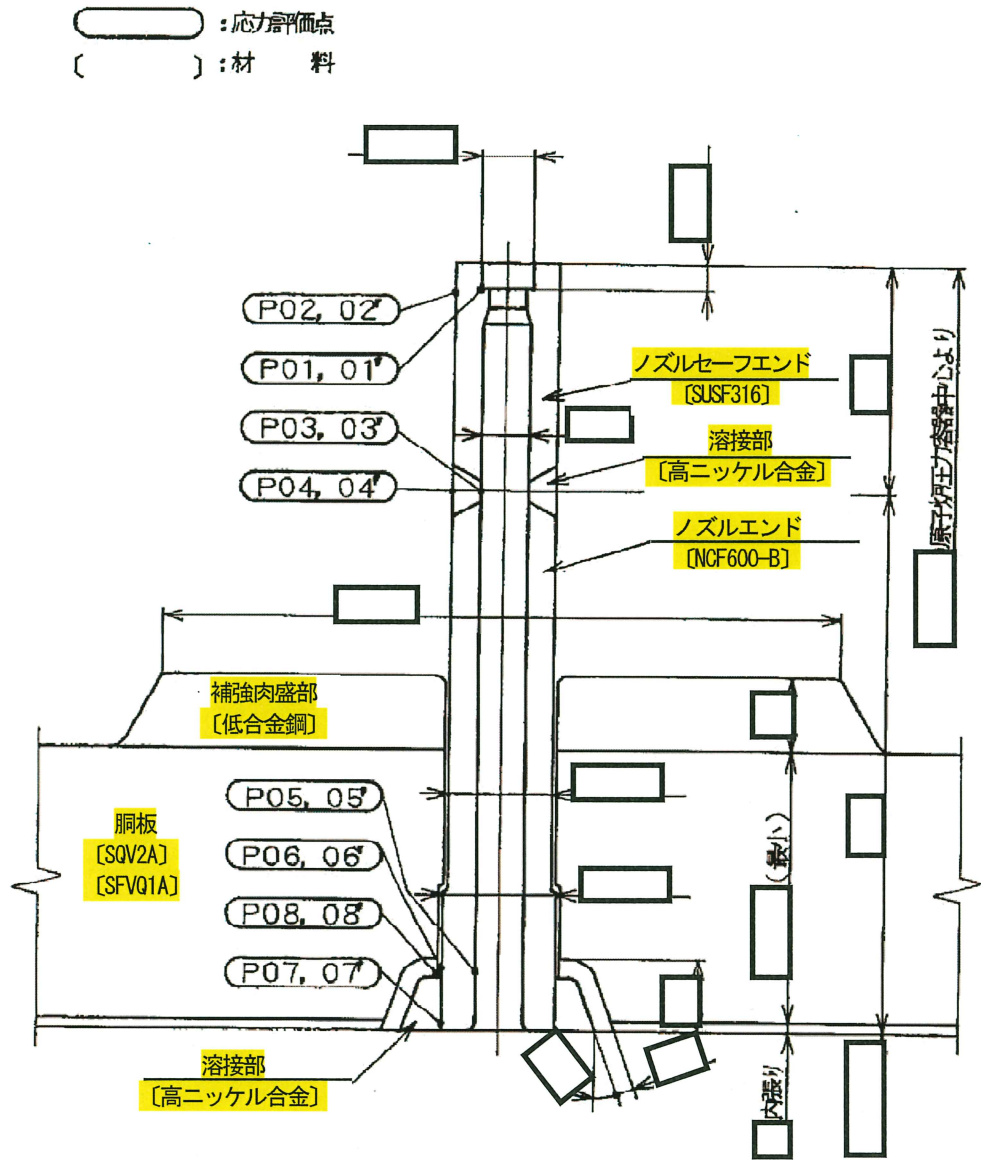 ：応力評価点
〔　　　〕：材　料
P02, 02'
P01, 01'
P03, 03'
P04, 04'
ノズルセーフエンド
〔SUSF316〕
溶接部
〔高ニッケル合金〕
ノズルエンド
〔NCF600-B〕
原子炉圧力容器中心より
補強肉盛部
〔低合金鋼〕
胴板
〔SQV2A〕
〔SFVQ1A〕
P05, 05'
P06, 06'
P08, 08'
P07, 07'
(最小)
溶接部
〔高ニッケル合金〕
内張り